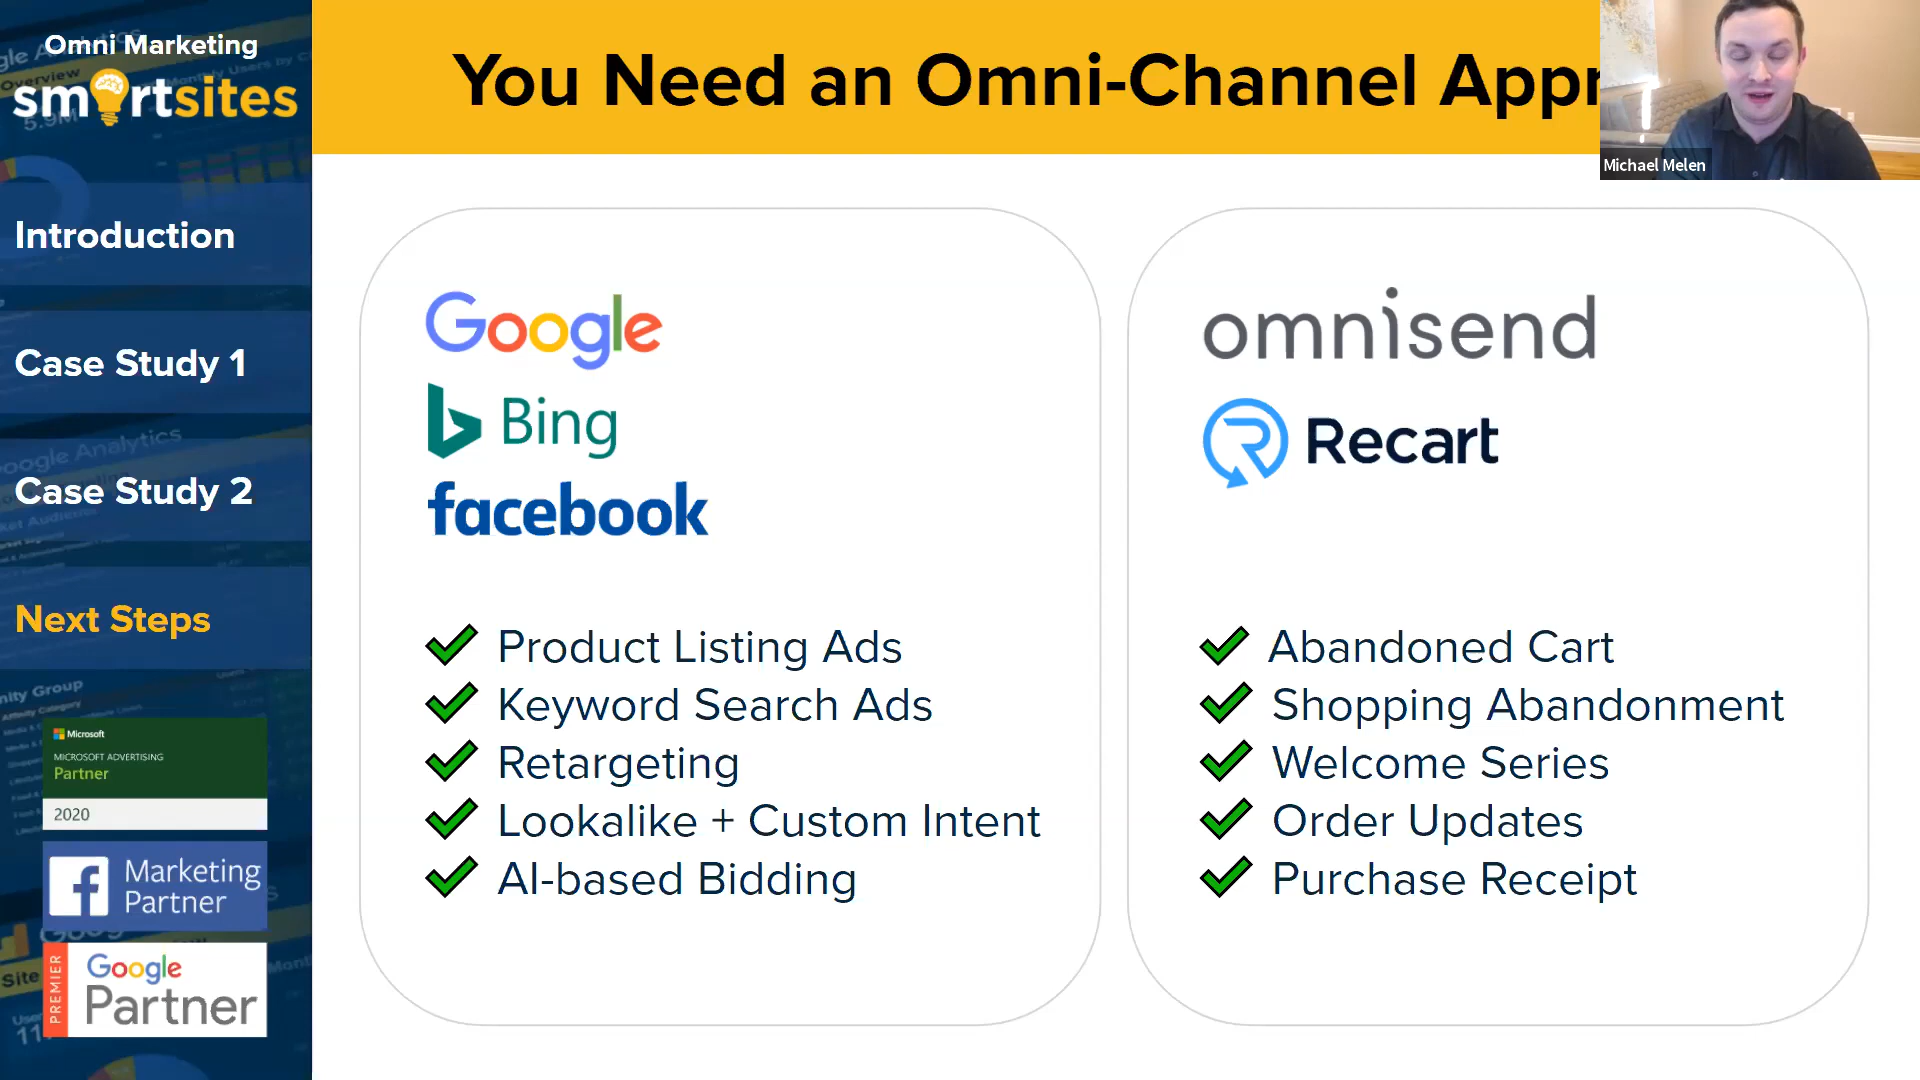 Omni Marketing
smartsites
Introduction
Case Study 1
Case Study 2
Next Steps
Microsoft
MICROSOFT ADVERTISING
Partner
2020
f Marketing
Partner
PREMIER
Google
Partner
You Need an Omni-Channel Appr
Michael Melen
Google
Bing
facebook
Product Listing Ads
Keyword Search Ads
Retargeting
Lookalike + Custom Intent
AI-based Bidding
omnisend
Recart
Abandoned Cart
Shopping Abandonment
Welcome Series
Order Updates
Purchase Receipt